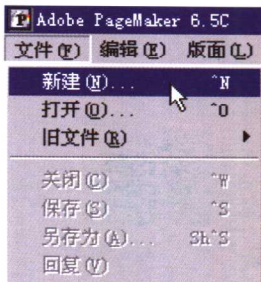 Adobe PageMaker 6.5C
文件(F) 编辑(E) 版面(L)
新建(N)... ^N
打开(O)... ^O
旧文件(R)
关闭(C) ^W
保存(S) ^S
另存为(A)... Sh^S
回复(V)